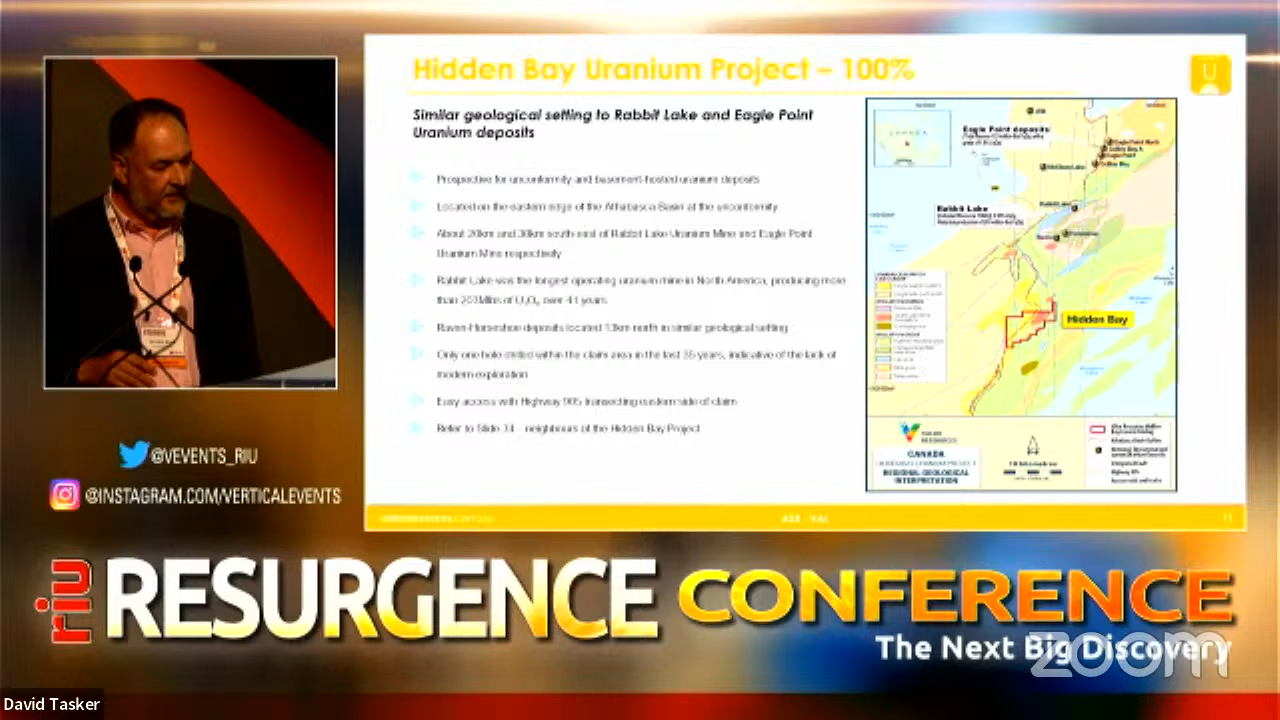 Hidden Bay Uranium Project – 100%
U
Similar geological setting to Rabbit Lake and Eagle Point
Uranium deposits
Prospective for unconformity and basement-hosted uranium deposits
Located on the eastern edge of the Athabasca Basin at the unconformity
About 20km and 30km south-east of Rabbit Lake Uranium Mine and Eagle Point
Uranium Mine respectively
Rabbit Lake was the longest operating uranium mine in North America, producing more
than 203Mlbs of U₃O₈ over 41 years.
Raven-Horseshoe deposits located 13km north in similar geological setting
Only one hole drilled within the claim area in the last 35 years, indicative of the lack of
modern exploration
Easy access with Highway 905 transecting eastern side of claim
Refer to Slide neighbours of the Hidden Bay Project
Eagle Point deposits
Rabbit Lake
Hidden Bay
CANADA
REGIONAL GEOLOGICAL
INTERPRETATION
ASX : VAL
@VEVENTS_RIU
@INSTAGRAM.COM/VERTICALEVENTS
riu RESURGENCE CONFERENCE
The Next Big Discovery
zoom
David Tasker